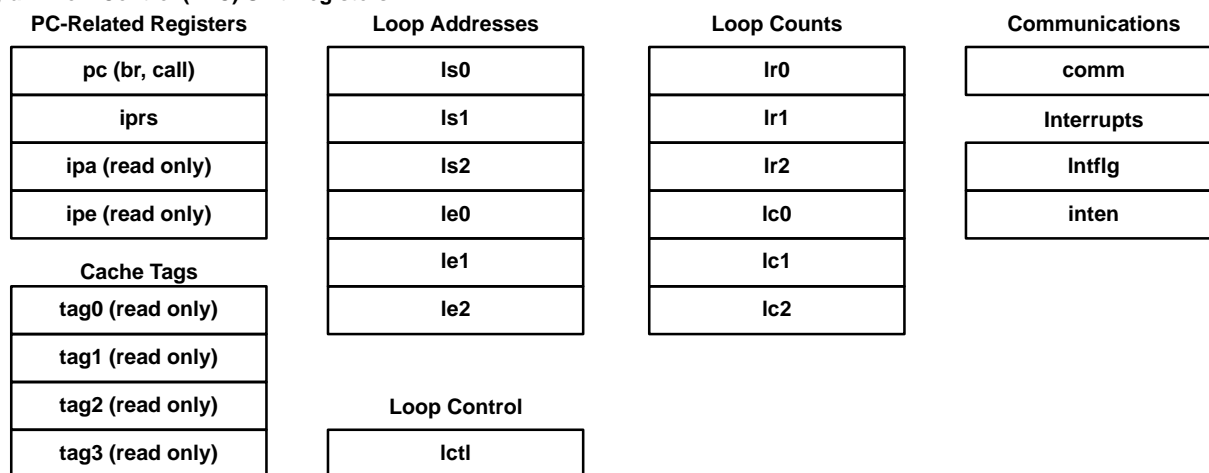 PC-Related Registers
pc (br, call)
iprs
ipa (read only)
ipe (read only)
Cache Tags
tag0 (read only)
tag1 (read only)
tag2 (read only)
tag3 (read only)
Loop Addresses
ls0
ls1
ls2
le0
le1
le2
Loop Control
lctl
Loop Counts
lr0
lr1
lr2
lc0
lc1
lc2
Communications
comm
Interrupts
Intflg
inten